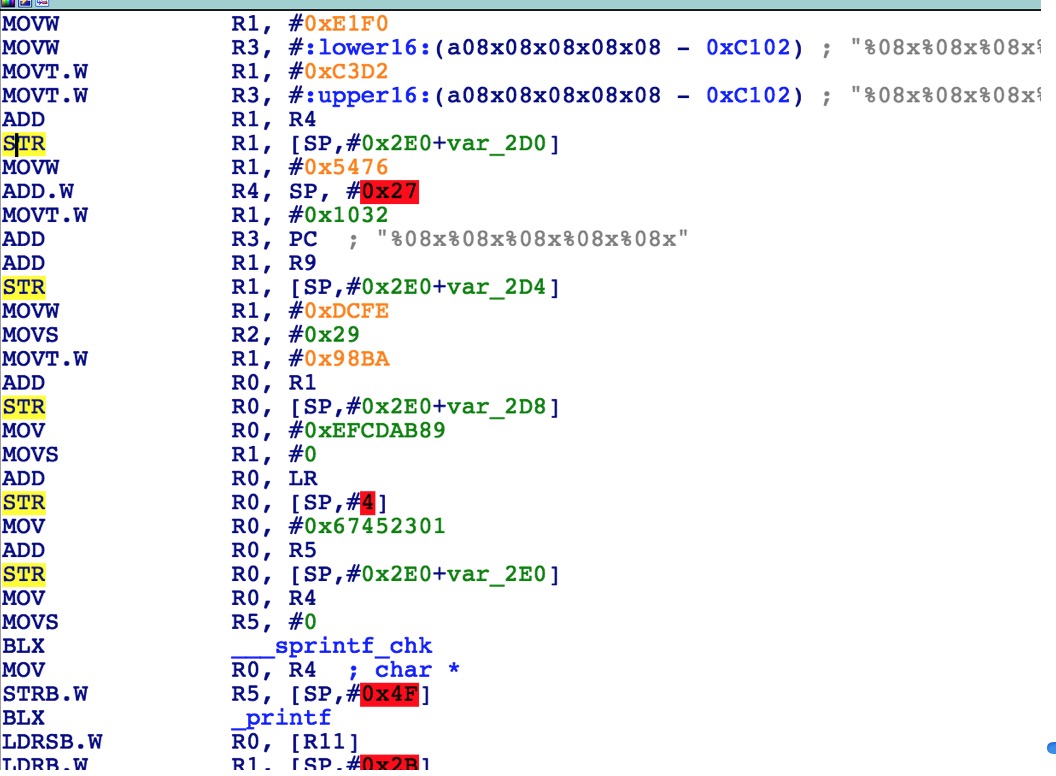 MOVW R1, #0xE1F0
MOVW R3, #:lower16:(a08x08x08x08x08 - 0xC102) ; "%08x%08x%08x%
MOVT.W R1, #0xC3D2
MOVT.W R3, #:upper16:(a08x08x08x08x08 - 0xC102) ; "%08x%08x%08x%
ADD R1, R4
STR R1, [SP,#0x2E0+var_2D0]
MOVW R1, #0x5476
ADD.W R4, SP, #0x27
MOVT.W R1, #0x1032
ADD R3, PC ; "%08x%08x%08x%08x%08x"
ADD R1, R9
STR R1, [SP,#0x2E0+var_2D4]
MOVW R1, #0xDCFE
MOVS R2, #0x29
MOVT.W R1, #0x98BA
ADD R0, R1
STR R0, [SP,#0x2E0+var_2D8]
MOV R0, #0xEFCDAB89
MOVS R1, #0
ADD R0, LR
STR R0, [SP,#4]
MOV R0, #0x67452301
ADD R0, R5
STR R0, [SP,#0x2E0+var_2E0]
MOV R0, R4
MOVS R5, #0
BLX ___sprintf_chk
MOV R0, R4 ; char *
STRB.W R5, [SP,#0x4F]
BLX _printf
LDRSB.W R0, [R11]
LDRB.W R1, [SP,#0x2B]